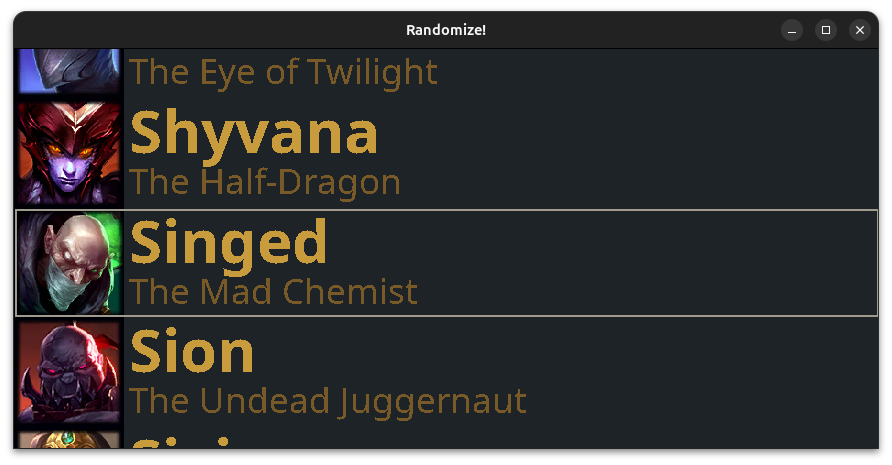 Randomize!
The Eye of Twilight
Shyvana
The Half-Dragon
Singed
The Mad Chemist
Sion
The Undead Juggernaut